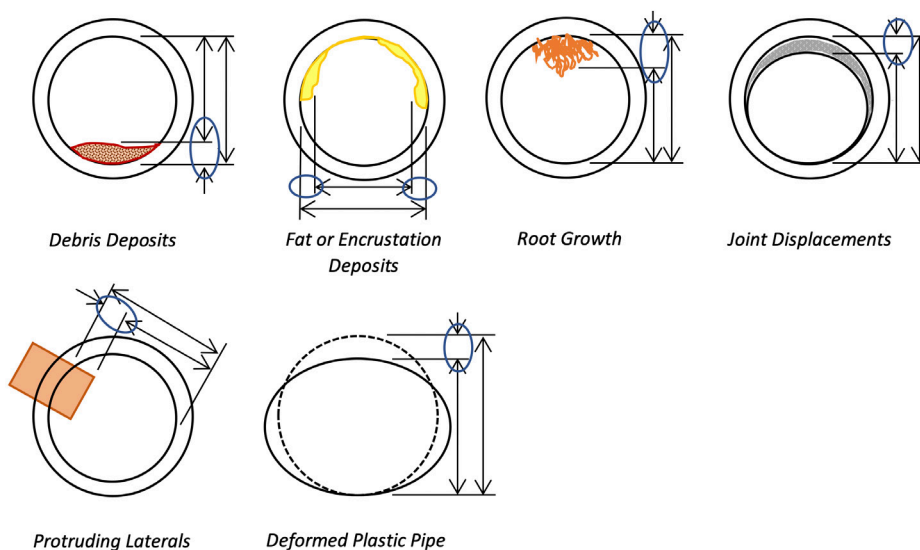 Debris Deposits
Fat or Encrustation
Deposits
Root Growth
Joint Displacements
Protruding Laterals
Deformed Plastic Pipe